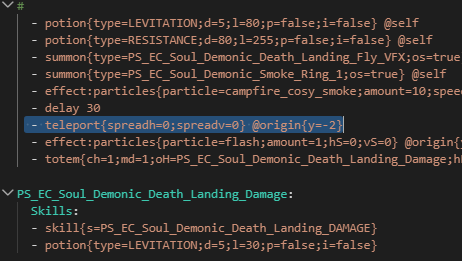 #
- potion{type=LEVITATION;d=5;l=80;p=false;i=false} @self
- potion{type=RESISTANCE;d=80;l=255;p=false;i=false} @self
- summon{type=PS_EC_Soul_Demonic_Death_Landing_Fly_VFX;os=true
- summon{type=PS_EC_Soul_Demonic_Smoke_Ring_1;os=true} @self
- effect:particles{particle=campfire_cosy_smoke;amount=10;spee
- delay 30
- teleport{spreadh=0;spreadv=0} @origin{y=-2}
- effect:particles{particle=flash;amount=1;hS=0;vS=0} @origin{y
- totem{ch=1;md=1;oH=PS_EC_Soul_Demonic_Death_Landing_Damage;h
PS_EC_Soul_Demonic_Death_Landing_Damage:
Skills:
- skill{s=PS_EC_Soul_Demonic_Death_Landing_DAMAGE}
- potion{type=LEVITATION;d=5;l=30;p=false;i=false}